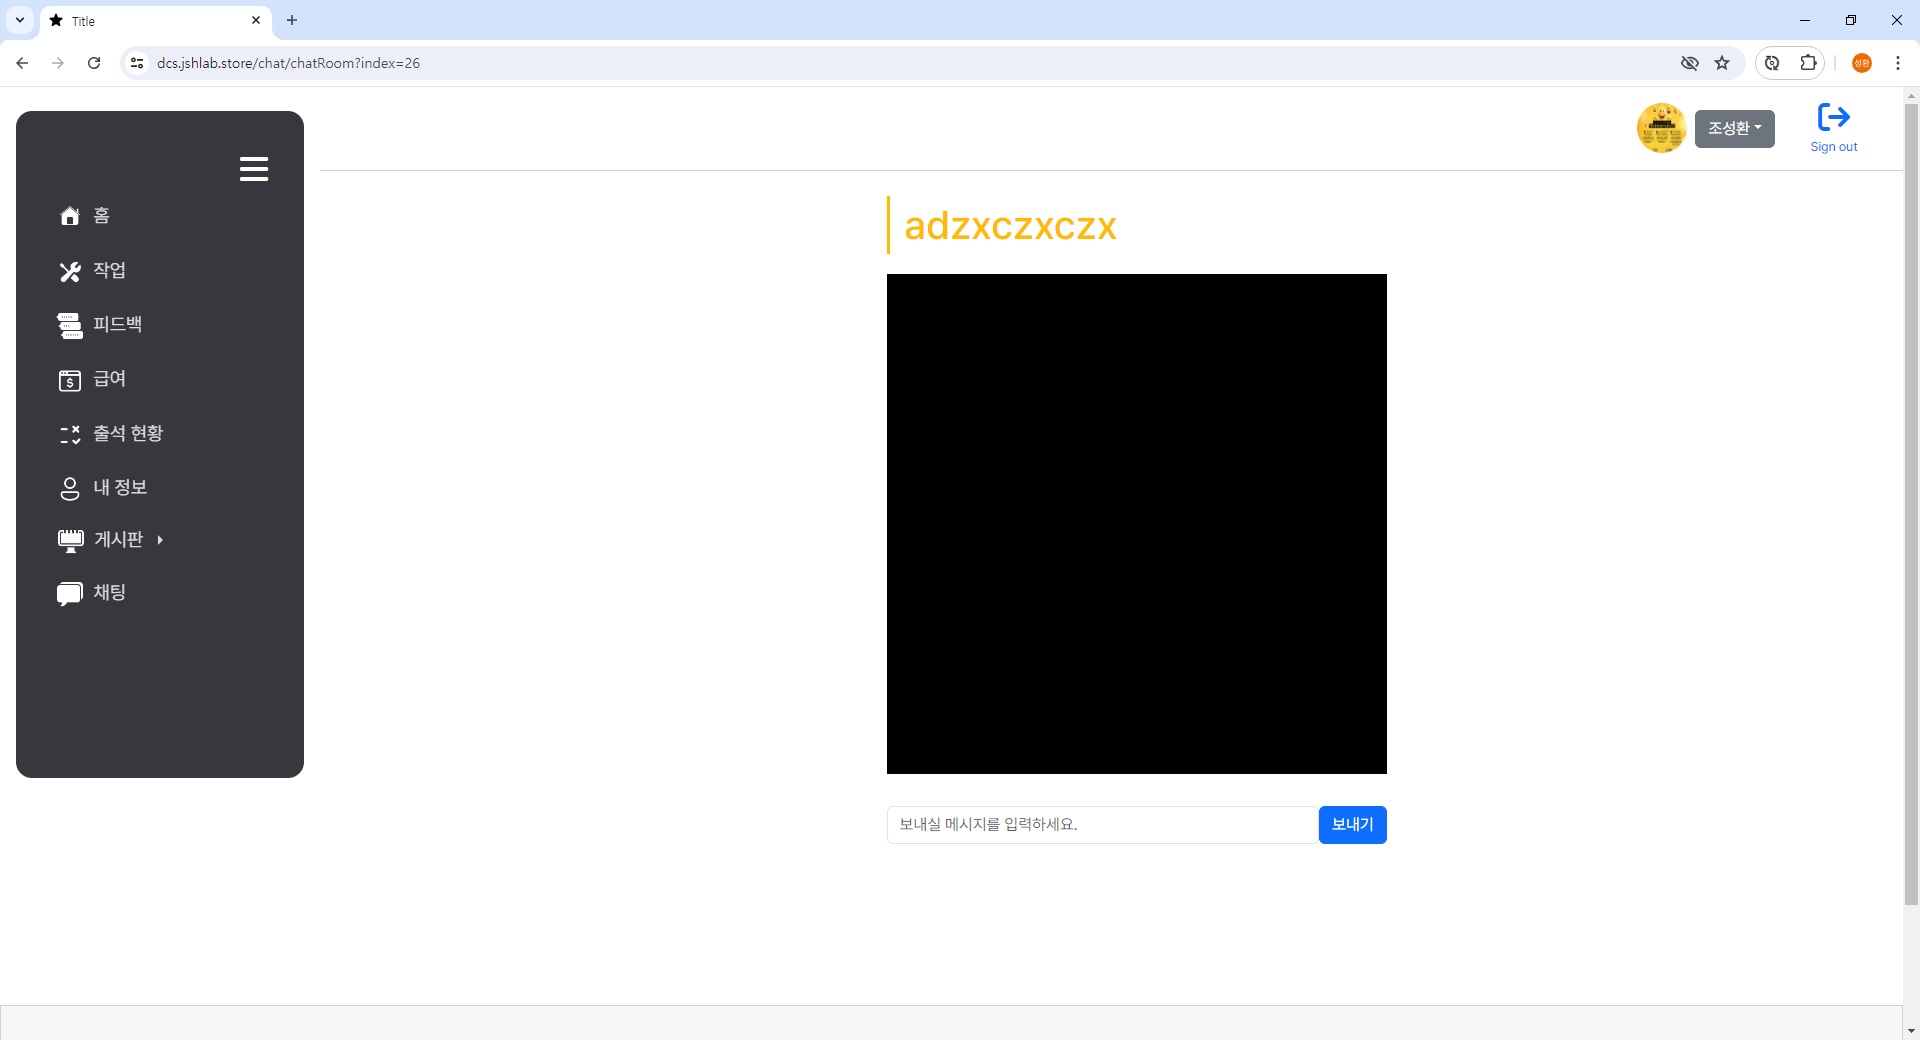 Title
dcs.jshlab.store/chat/chatRoom?index=26
성환
조성환
Sign out
홈
작업
피드백
급여
출석 현황
내 정보
게시판
채팅
adzxczxczx
보내실 메시지를 입력하세요.
보내기